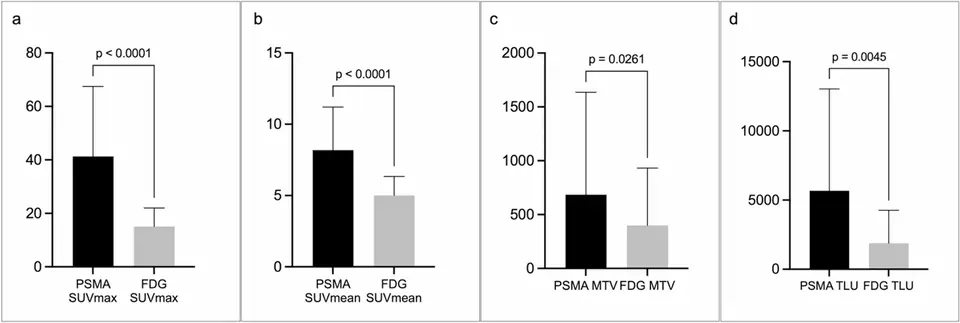 a
80
60
40
20
0
p < 0.0001
PSMA
SUVmax
FDG
SUVmax
b
15
10
5
0
p < 0.0001
PSMA
SUVmean
FDG
SUVmean
c
2000
1500
1000
500
0
p = 0.0261
PSMA MTV
FDG MTV
d
15000
10000
5000
0
p = 0.0045
PSMA TLU
FDG TLU